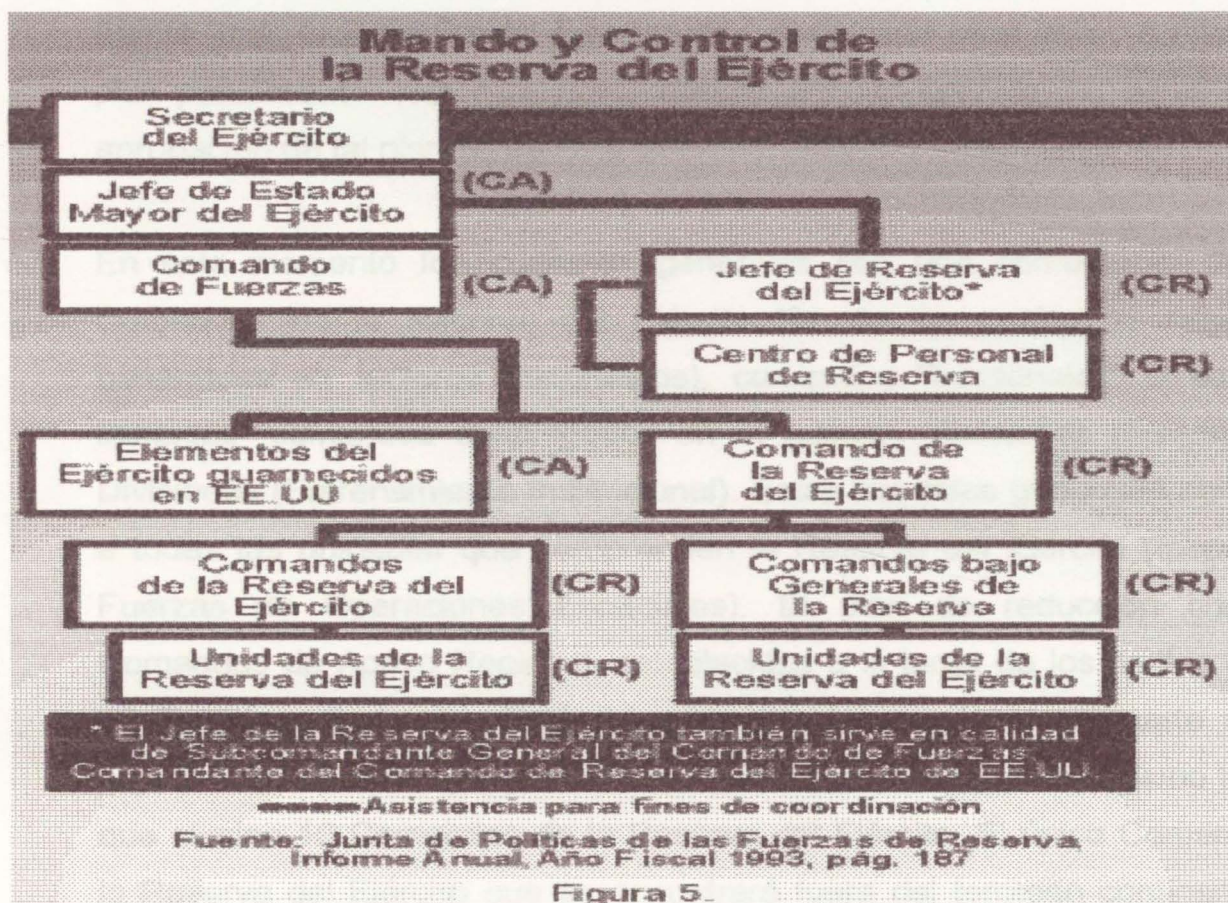 Mando y Control de
la Reserva del Ejército
Secretario
del Ejército
Jefe de Estado
Mayor del Ejército
(CA)
Comando
de Fuerzas
(CA)
Jefe de Reserva
del Ejército*
(CR)
Centro de Personal
de Reserva
(CR)
Elementos del
Ejército guarnecidos
en EE.UU
(CA)
Comando de
la Reserva
del Ejército
(CR)
Comandos
de la Reserva del
Ejército
(CR)
Comandos bajo
Generales de
la Reserva
(CR)
Unidades de la
Reserva del Ejército
(CR)
Unidades de la
Reserva del Ejército
(CR)
* El Jefe de la Reserva del Ejército también sirve en calidad
de Subcomandante General del Comando de Fuerzas
Comandante del Comando de Reserva del Ejército de EE.UU.
Asistencia para fines de coordinación
Fuente: Junta de Políticas de las Fuerzas de Reserva
Informe Anual, Año Fiscal 1993, pág. 187
Figura 5.